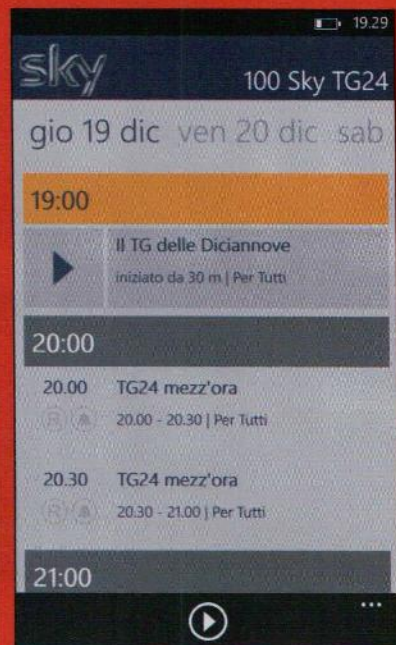 19.29
sky
100 Sky TG24
gio 19 dic ven 20 dic sab
19:00
Il TG delle Diciannove
iniziato da 30 m | Per Tutti
20:00
20.00 TG24 mezz'ora
R 20.00 - 20.30 | Per Tutti
20.30 TG24 mezz'ora
R 20.30 - 21.00 | Per Tutti
21:00